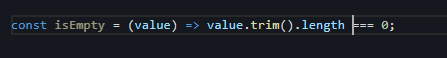 const isEmpty = (value) => value.trim().length === 0;